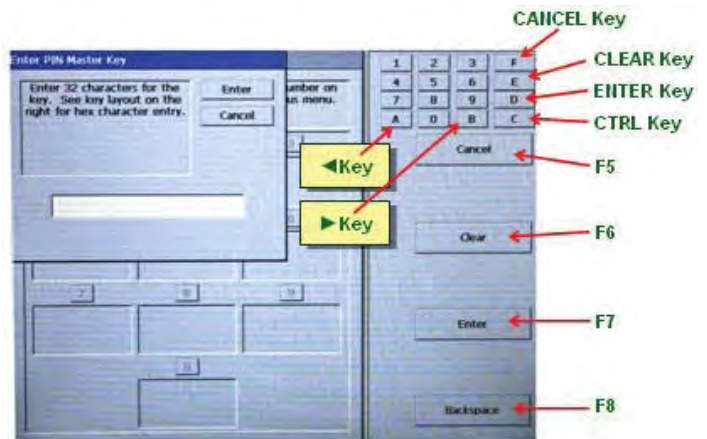 CANCEL Key
Enter PIN Master Key
Enter 32 characters for the
key. See key layout on the
right for hex character entry.
Enter
Cancel
umber on
us menu.
1 2 3 F
4 5 6 E
7 8 9 D
A 0 B C
CLEAR Key
ENTER Key
CTRL Key
◄Key
►Key
Cancel
F5
Clear
F6
7 8 9
Enter
F7
0
Backspace
F8